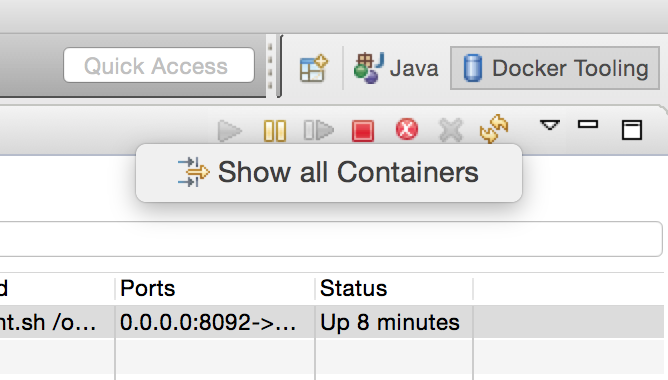 Quick Access
Java
Docker Tooling
Show all Containers
d Ports Status
nt.sh /o... 0.0.0.0:8092->... Up 8 minutes